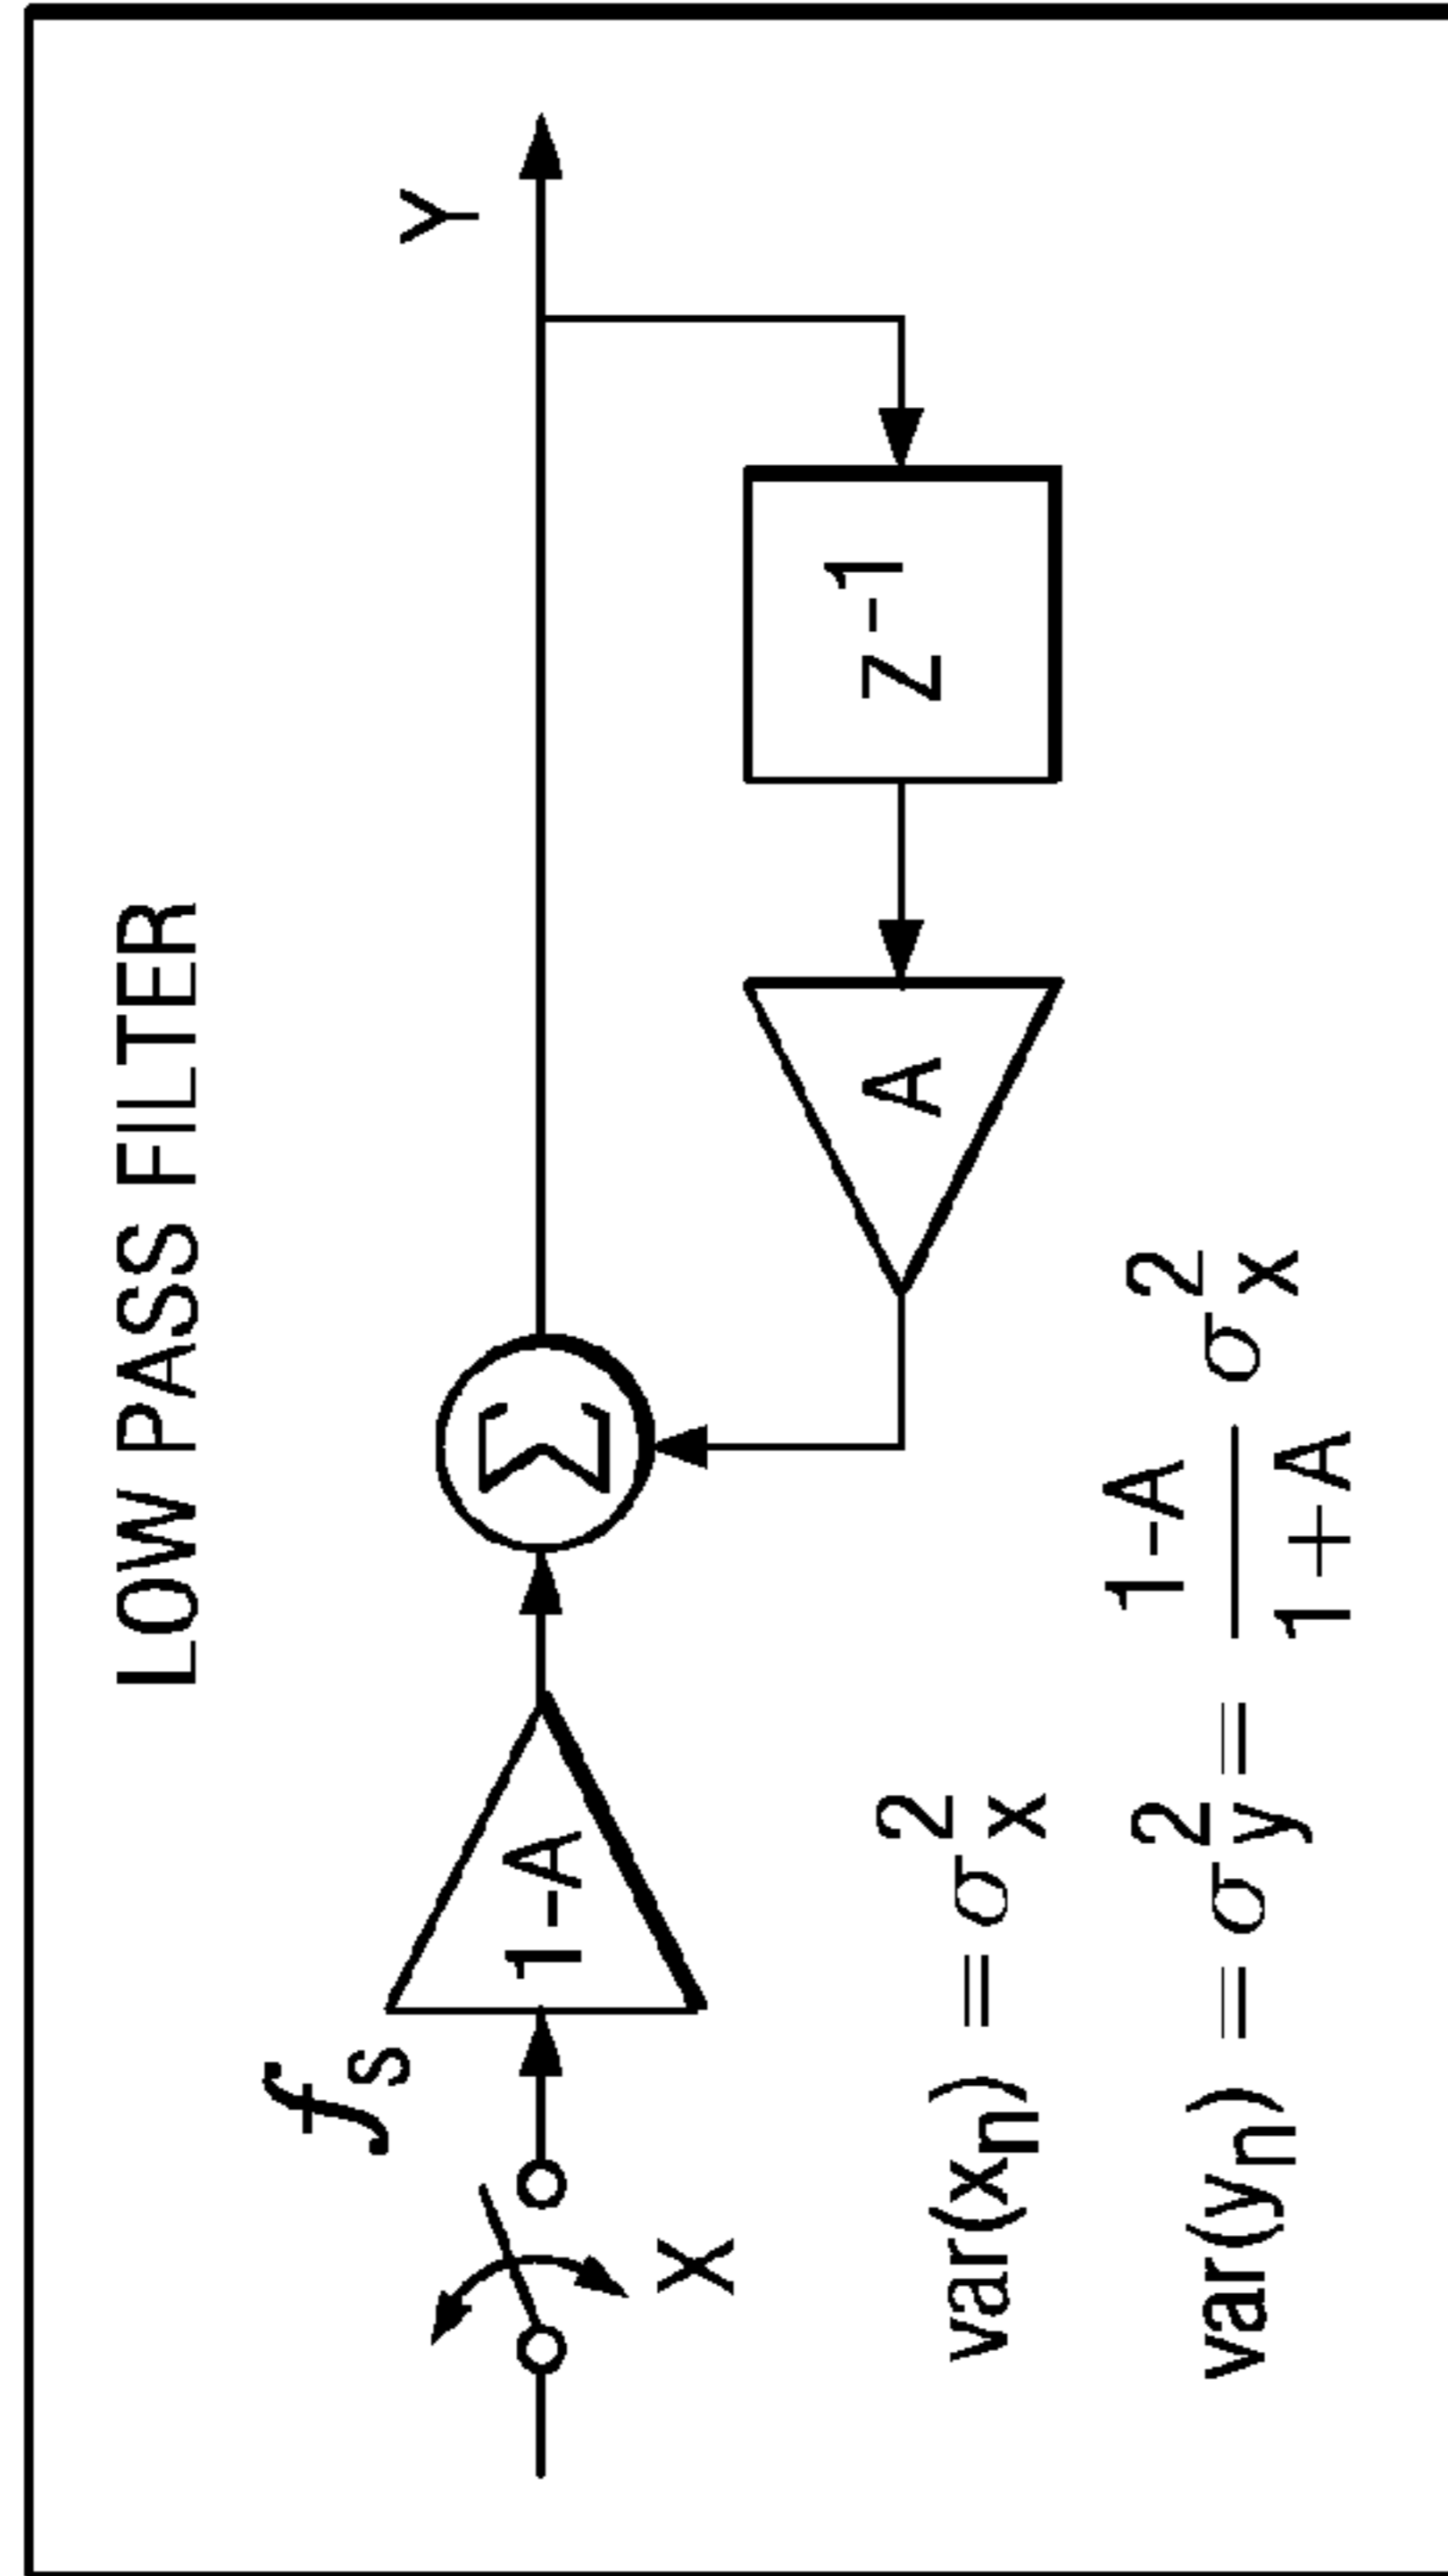 LOW PASS FILTER
fs
X
1-A
Σ
Y
A
Z-1
var(xn) = σ2x
var(yn) = σ2y = 1-A / 1+A σ2x